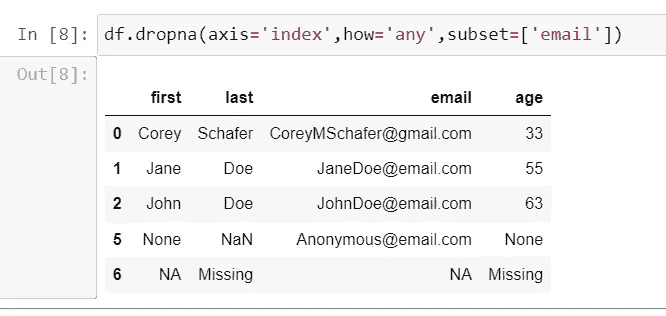 In [8]: df.dropna(axis='index',how='any',subset=['email'])
Out[8]:
first last email age
0 Corey Schafer CoreyMSchafer@gmail.com 33
1 Jane Doe JaneDoe@email.com 55
2 John Doe JohnDoe@email.com 63
5 None NaN Anonymous@email.com None
6 NA Missing NA Missing